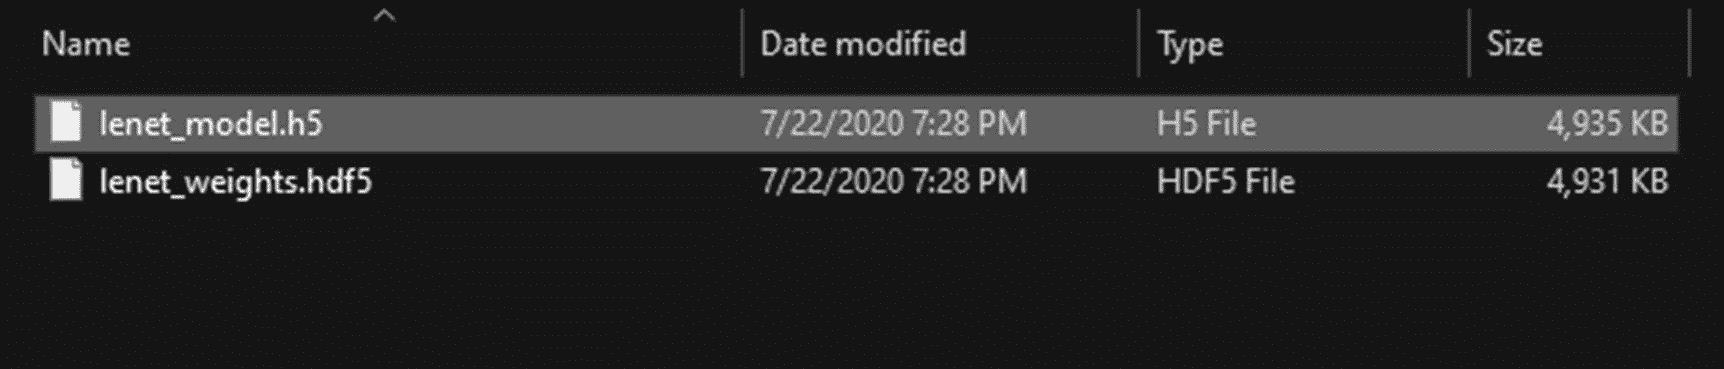 Name Date modified Type Size
lenet_model.h5 7/22/2020 7:28 PM H5 File 4,935 KB
lenet_weights.hdf5 7/22/2020 7:28 PM HDF5 File 4,931 KB